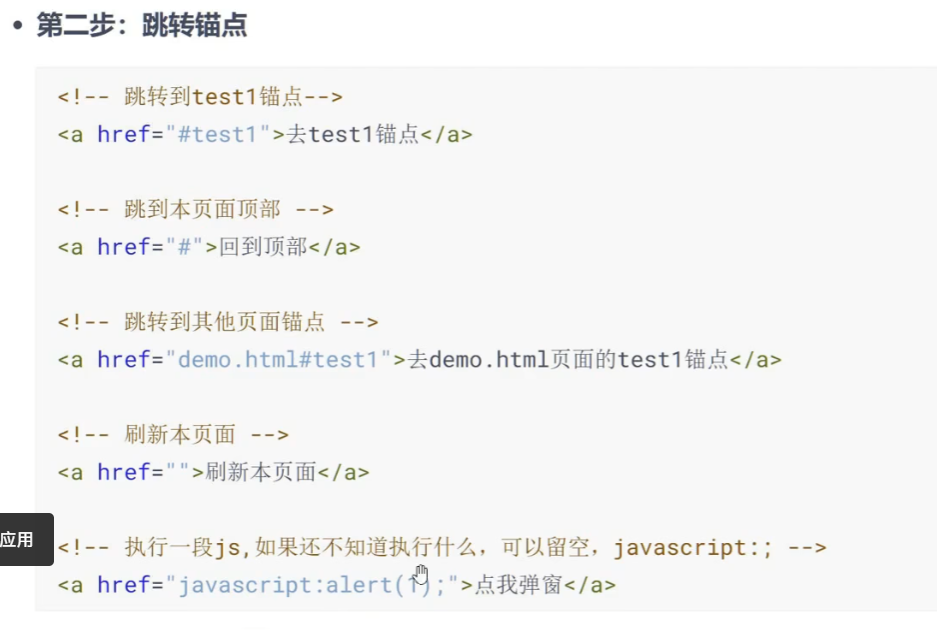 • 第二步：跳转锚点
<!-- 跳转到test1锚点-->
<a href="#test1">去test1锚点</a>
<!-- 跳到本页面顶部 -->
<a href="#">回到顶部</a>
<!-- 跳转到其他页面锚点 -->
<a href="demo.html#test1">去demo.html页面的test1锚点</a>
<!-- 刷新本页面 -->
<a href="">刷新本页面</a>
应用
<!-- 执行一段js,如果还不知道执行什么，可以留空，javascript:; -->
<a href="javascript:alert(1);">点我弹窗</a>